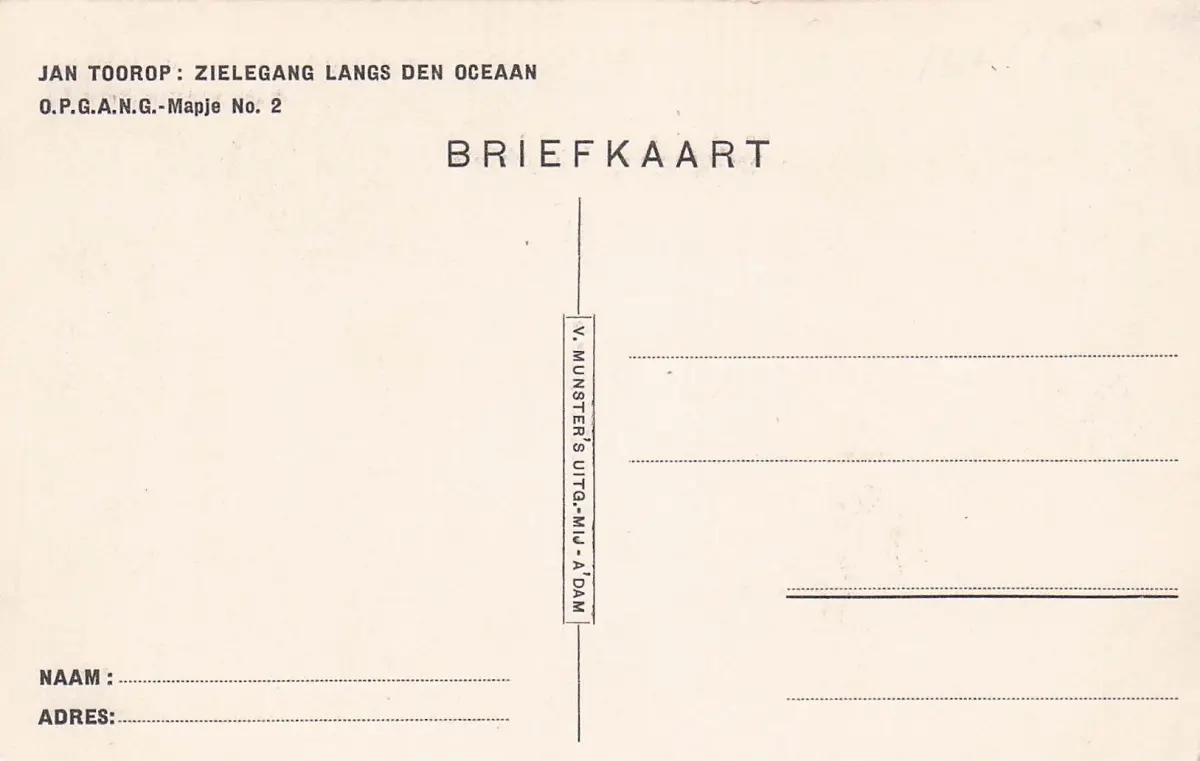 JAN TOOROP: ZIELEGANG LANGS DEN OCEAAN
O.P.G.A.N.G.-Mapje No. 2
BRIEFKAART
V. MUNSTER'S UITG.-MIJ - A'DAM
NAAM:
ADRES: